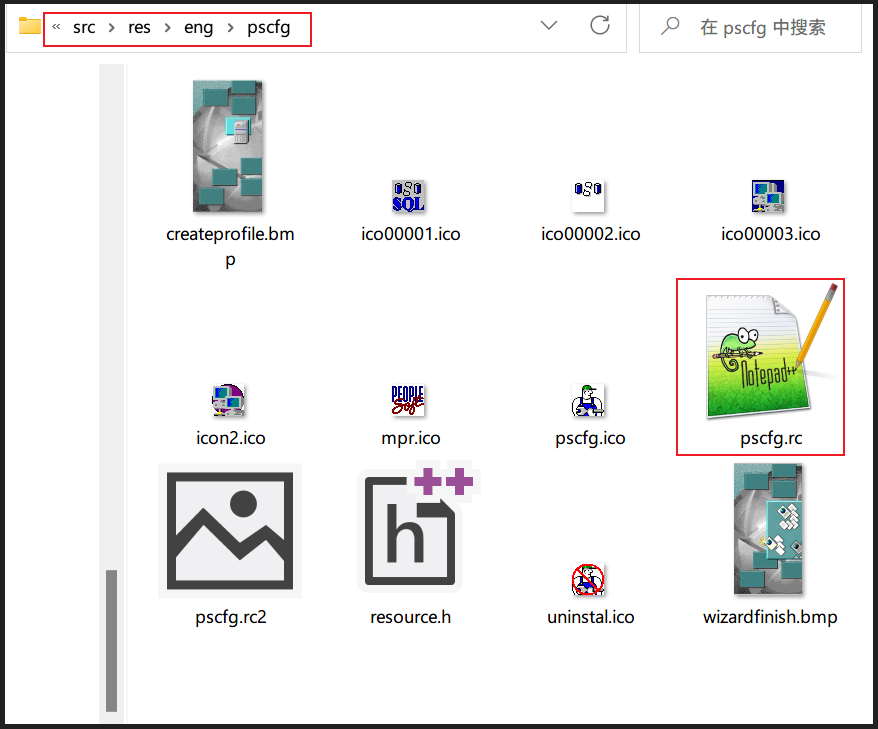 « src > res > eng > pscfg
在 pscfg 中搜索
createprofile.bm
p
SQL
ico00001.ico
ico00002.ico
ico00003.ico
icon2.ico
PEOPLE
Soft
mpr.ico
pscfg.ico
Notepad++
pscfg.rc
pscfg.rc2
h
++
resource.h
uninstal.ico
wizardfinish.bmp